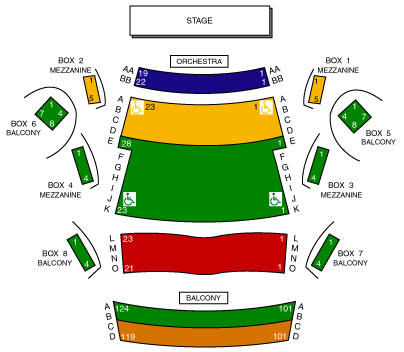 STAGE
ORCHESTRA
BOX 2
MEZZANINE
BOX 1
MEZZANINE
AA 19 1 AA
BB 22 1 BB
1
5
1
5
A 23 1 A
B B
C C
D D
E 28 1 E
F F
G G
H H
I I
J J
K 23 1 K
BOX 6
BALCONY
1
7 4
8
BOX 5
BALCONY
1
4 7
8
BOX 4
MEZZANINE
1
4
BOX 3
MEZZANINE
1
4
L 23 1 L
M M
N N
O 21 1 O
BOX 8
BALCONY
1
4
BOX 7
BALCONY
1
4
BALCONY
A 124 101 A
B B
C C
D 119 101 D